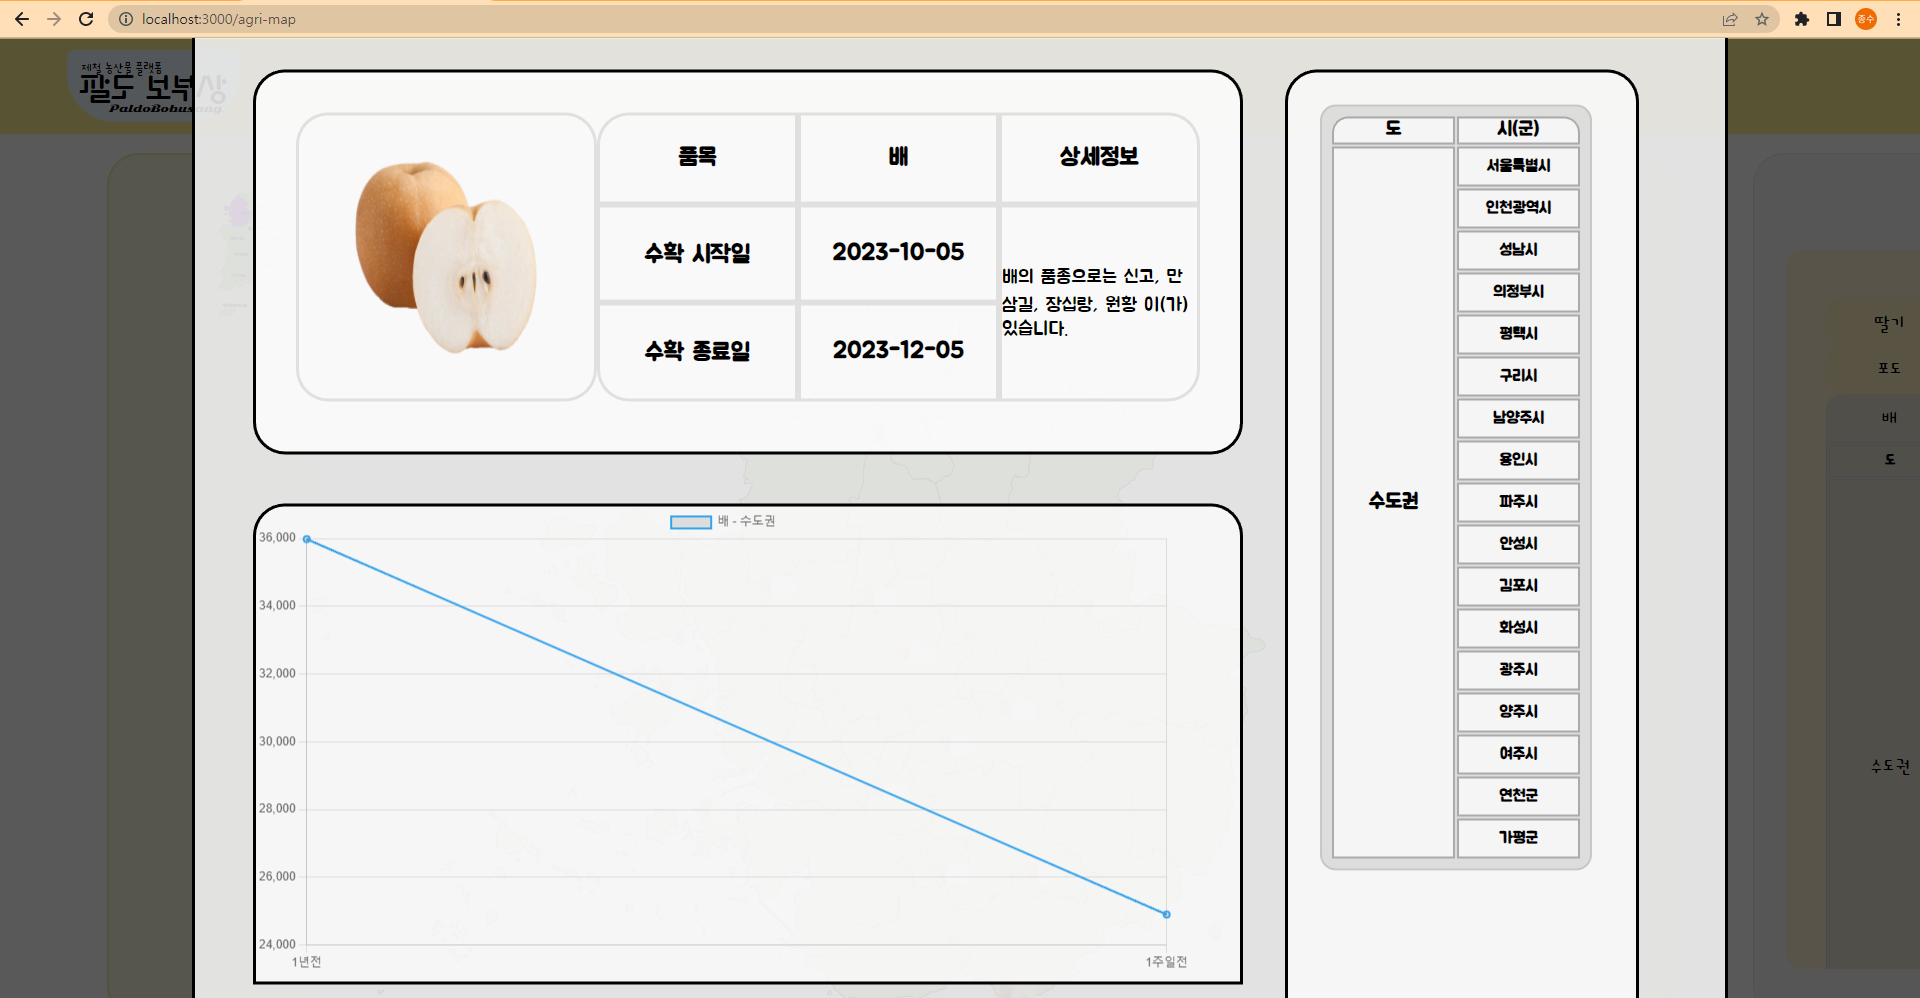 localhost:3000/agri-map
종수
제철 농산물 플랫폼
팔도 보부상
PaldoBohusang
품목
배
상세정보
수확 시작일
2023-10-05
배의 품종으로는 신고, 만
삼길, 장십랑, 원황 이(가)
있습니다.
수확 종료일
2023-12-05
배 - 수도권
36,000
34,000
32,000
30,000
28,000
26,000
24,000
1년전
1주일전
도
시(군)
수도권
서울특별시
인천광역시
성남시
의정부시
평택시
구리시
남양주시
용인시
파주시
안성시
김포시
화성시
광주시
양주시
여주시
연천군
가평군
딸기
포도
배
도
수도권